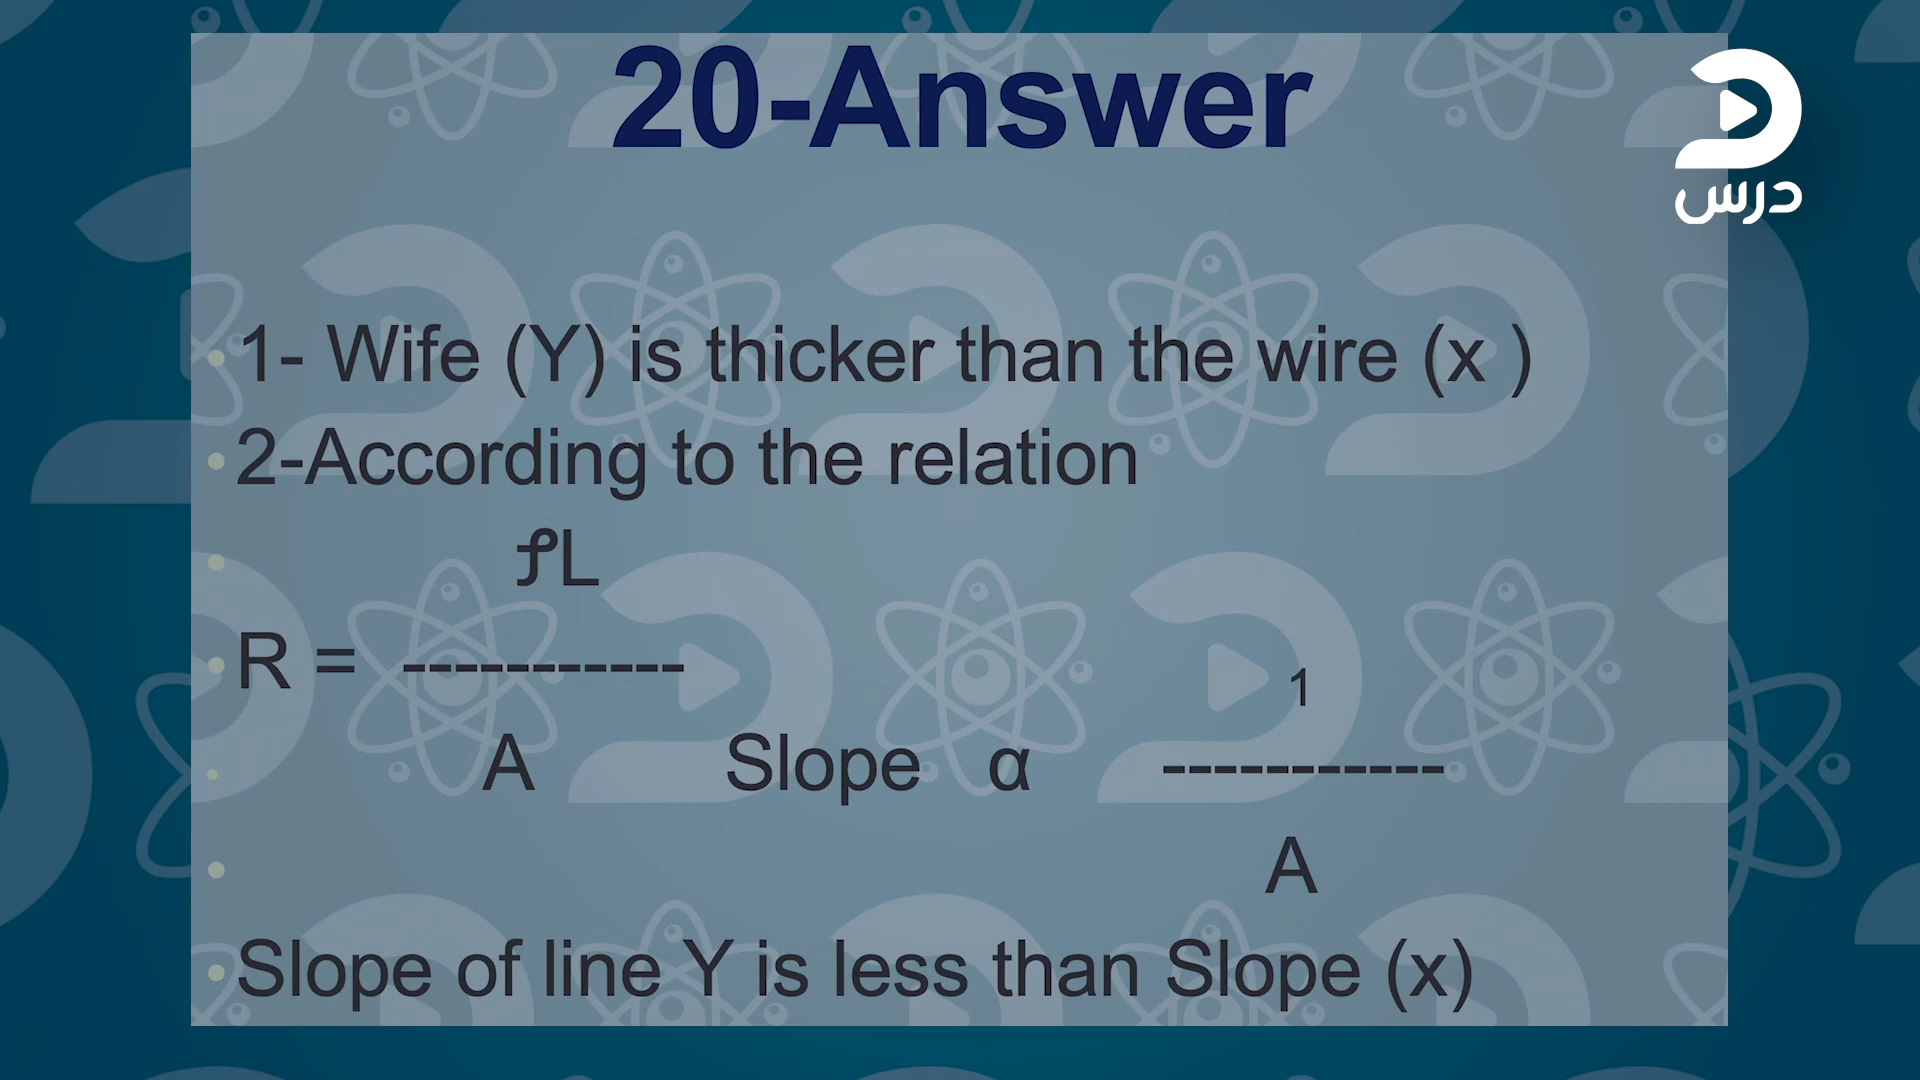 20-Answer
درس
1- Wife (Y) is thicker than the wire (x )
2-According to the relation
ƒL
R = -----------
1
A Slope α -----------
A
Slope of line Y is less than Slope (x)